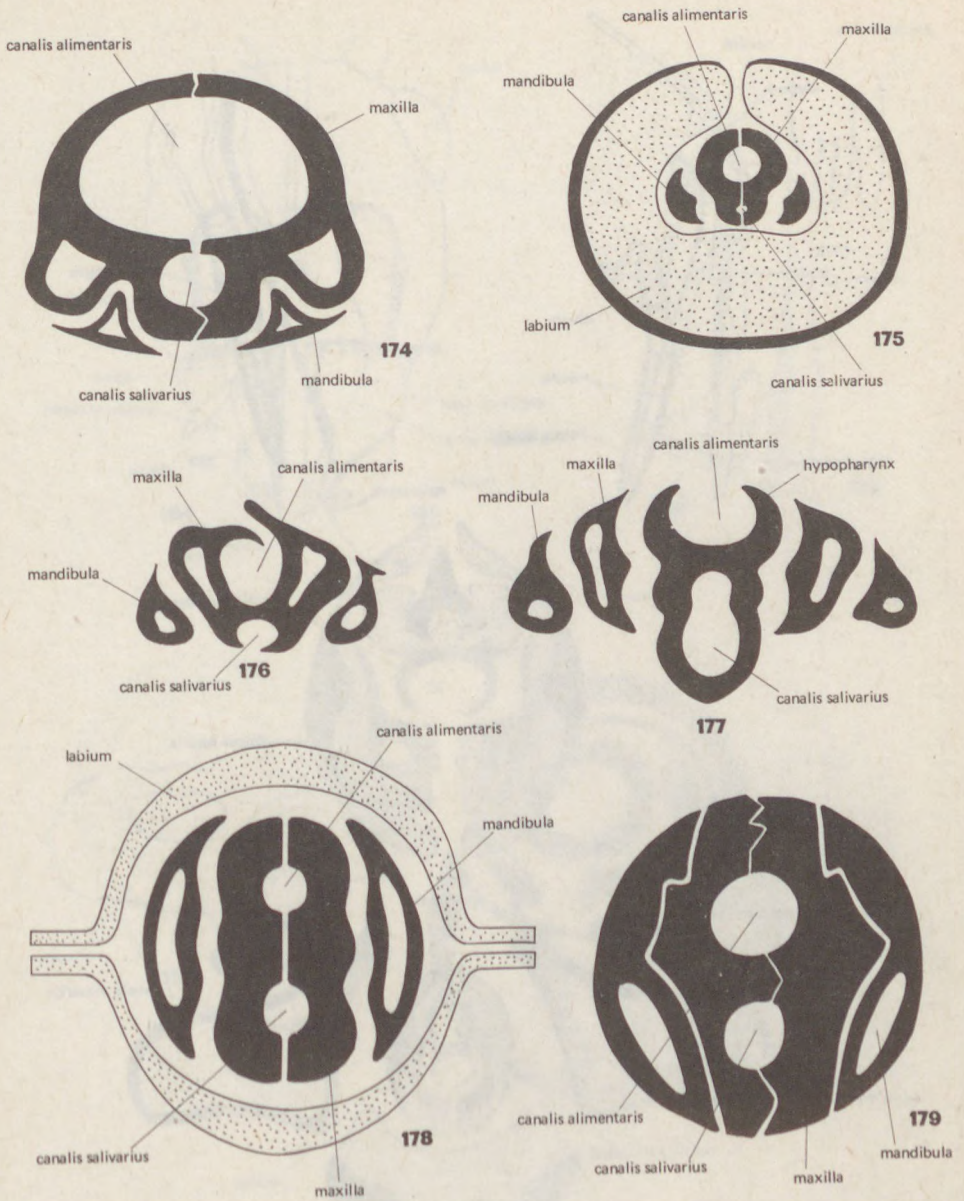 canalis alimentaris
maxilla
canalis salivarius
mandibula
174
canalis alimentaris
maxilla
mandibula
labium
175
canalis salivarius
maxilla
canalis alimentaris
mandibula
176
canalis salivarius
canalis alimentaris
maxilla
hypopharynx
mandibula
canalis salivarius
177
canalis alimentaris
labium
mandibula
178
canalis salivarius
maxilla
canalis alimentaris
179
canalis salivarius
mandibula
maxilla